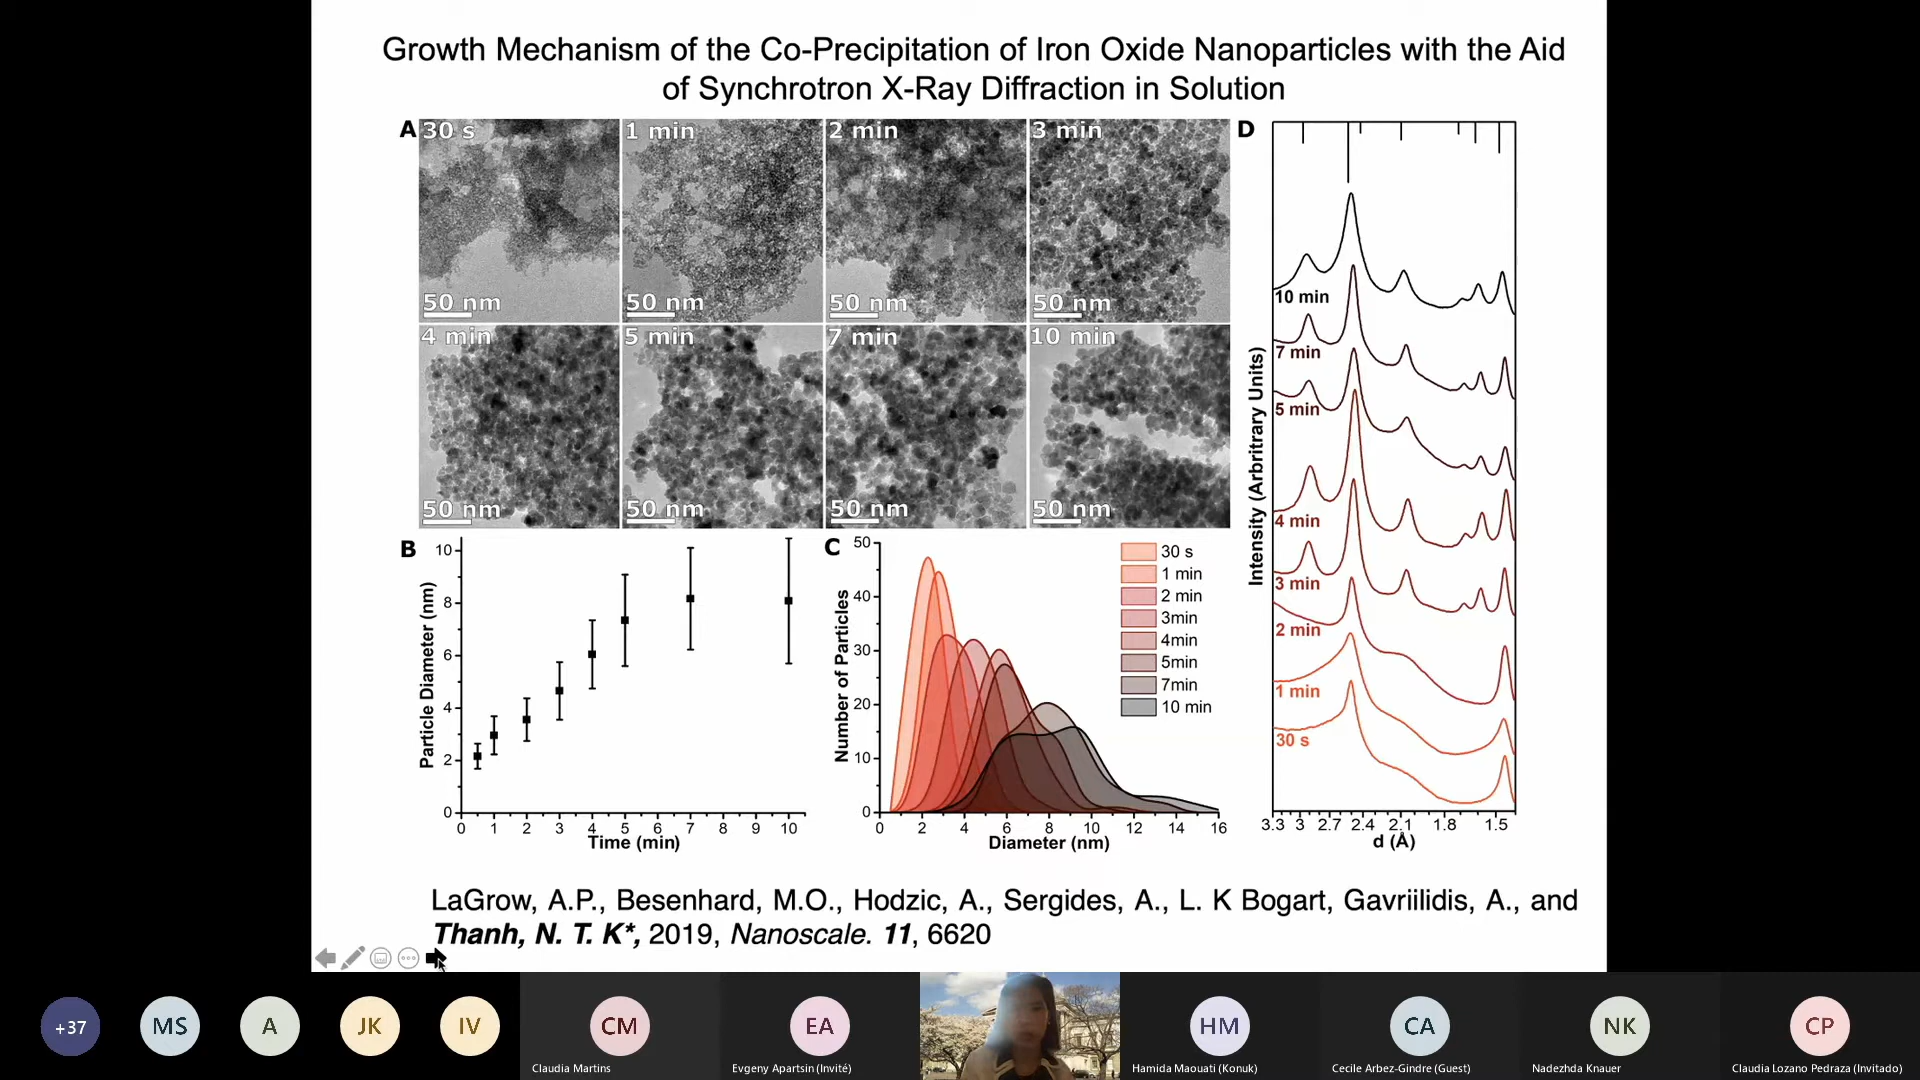 Growth Mechanism of the Co-Precipitation of Iron Oxide Nanoparticles with the Aid
of Synchrotron X-Ray Diffraction in Solution
A
30 s
1 min
2 min
3 min
50 nm
50 nm
50 nm
50 nm
4 min
5 min
7 min
10 min
50 nm
50 nm
50 nm
50 nm
B
Particle Diameter (nm)
10
8
6
4
2
0
0 1 2 3 4 5 6 7 8 9 10
Time (min)
C
Number of Particles
50
40
30
20
10
0
0 2 4 6 8 10 12 14 16
Diameter (nm)
30 s
1 min
2 min
3min
4min
5min
7min
10 min
D
Intensity (Arbritrary Units)
10 min
7 min
5 min
4 min
3 min
2 min
1 min
30 s
3.3 3 2.7 2.4 2.1 1.8 1.5
d (Å)
LaGrow, A.P., Besenhard, M.O., Hodzic, A., Sergides, A., L. K Bogart, Gavriilidis, A., and
Thanh, N. T. K*, 2019, Nanoscale. 11, 6620
+37
MS
A
JK
IV
CM
EA
HM
CA
NK
CP
Claudia Martins
Evgeny Apartsin (Invité)
Hamida Maouati (Konuk)
Cecile Arbez-Gindre (Guest)
Nadezhda Knauer
Claudia Lozano Pedraza (Invitado)